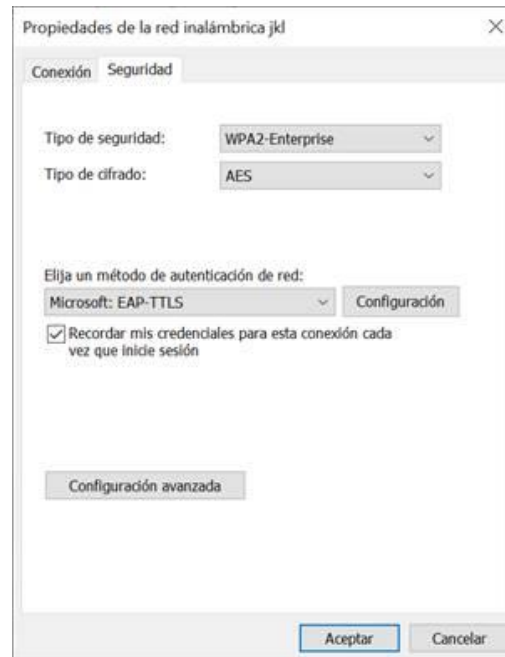 Propiedades de la red inalámbrica jkl
Conexión Seguridad
Tipo de seguridad: WPA2-Enterprise
Tipo de cifrado: AES
Elija un método de autenticación de red:
Microsoft: EAP-TTLS Configuración
Recordar mis credenciales para esta conexión cada
vez que inicie sesión
Configuración avanzada
Aceptar Cancelar